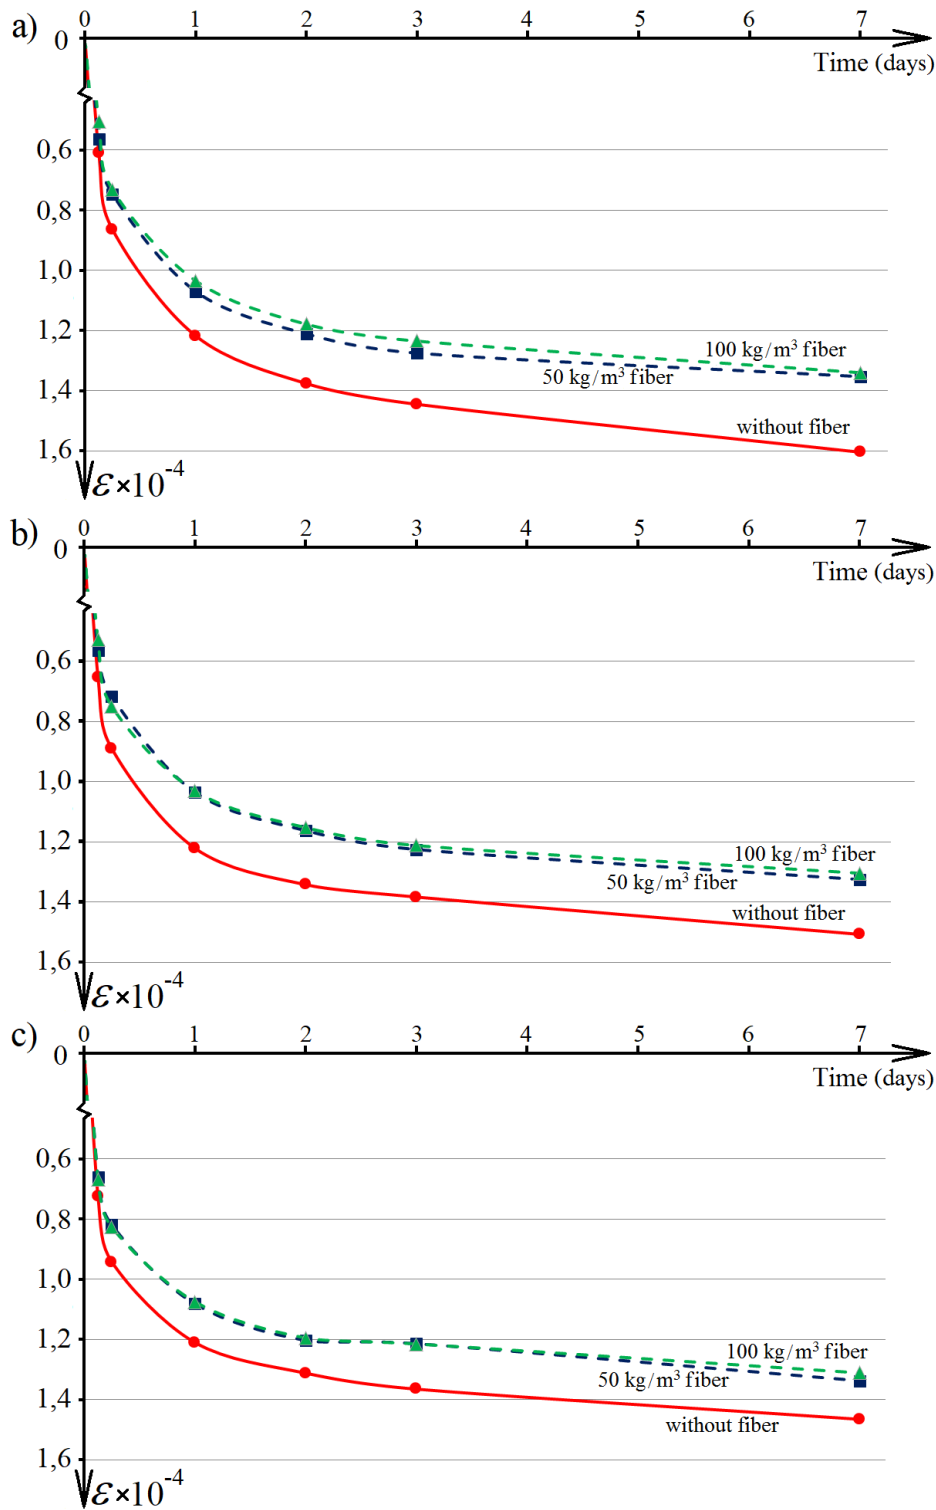 a)
0 1 2 3 4 5 6 7
0
Time (days)
0,6
0,8
1,0
1,2
100 kg/m³ fiber
50 kg/m³ fiber
1,4
without fiber
1,6
ε×10⁻⁴
b)
0 1 2 3 4 5 6 7
0
Time (days)
0,6
0,8
1,0
1,2
100 kg/m³ fiber
50 kg/m³ fiber
1,4
without fiber
1,6
ε×10⁻⁴
c)
0 1 2 3 4 5 6 7
0
Time (days)
0,6
0,8
1,0
1,2
100 kg/m³ fiber
50 kg/m³ fiber
1,4
without fiber
1,6
ε×10⁻⁴